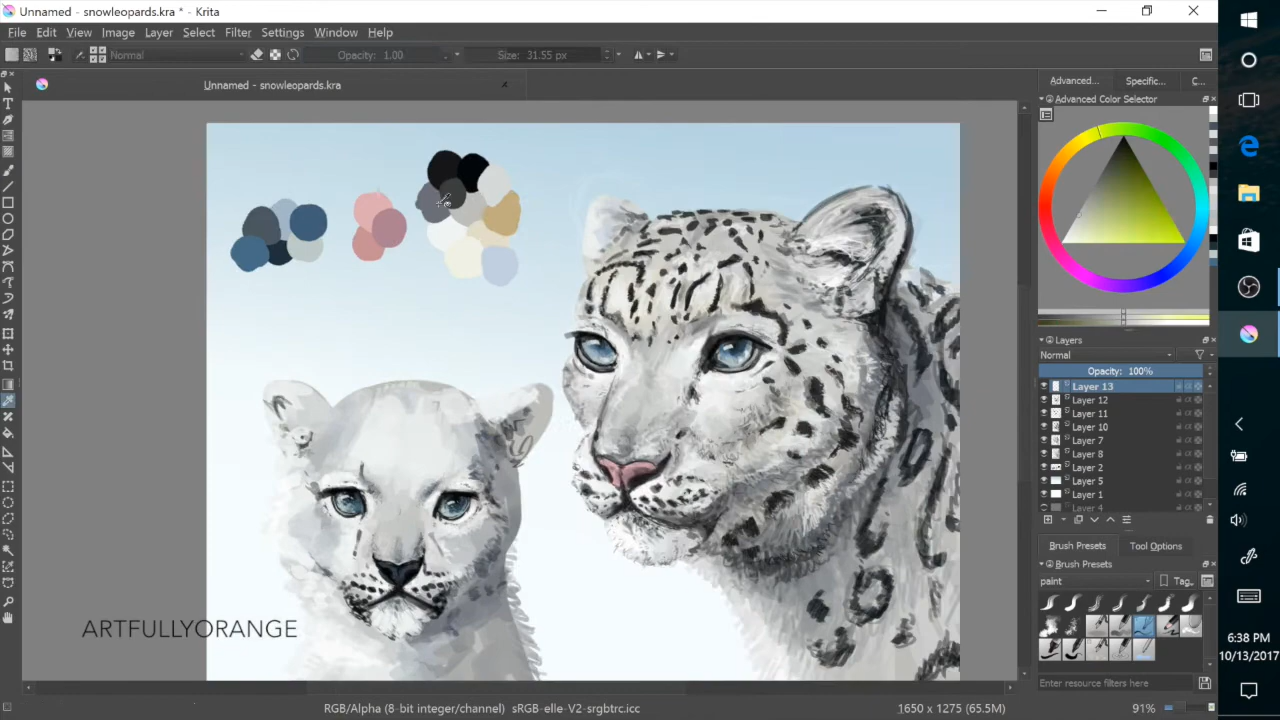 Unnamed - snowleopards.kra * - Krita
File Edit View Image Layer Select Filter Settings Window Help
Normal Opacity: 1.00 Size: 31.55 px
Unnamed - snowleopards.kra
Advanced... Specific... C...
Advanced Color Selector
Layers
Normal
Opacity: 100%
Layer 13
Layer 12
Layer 11
Layer 10
Layer 7
Layer 8
Layer 2
Layer 5
Layer 1
Layer 4
Brush Presets Tool Options
Brush Presets
paint Tag
Enter resource filters here
ARTFULLYORANGE
RGB/Alpha (8-bit integer/channel) sRGB-elle-V2-srgbtrc.icc 1650 x 1275 (65.5M) 91%
6:38 PM
10/13/2017